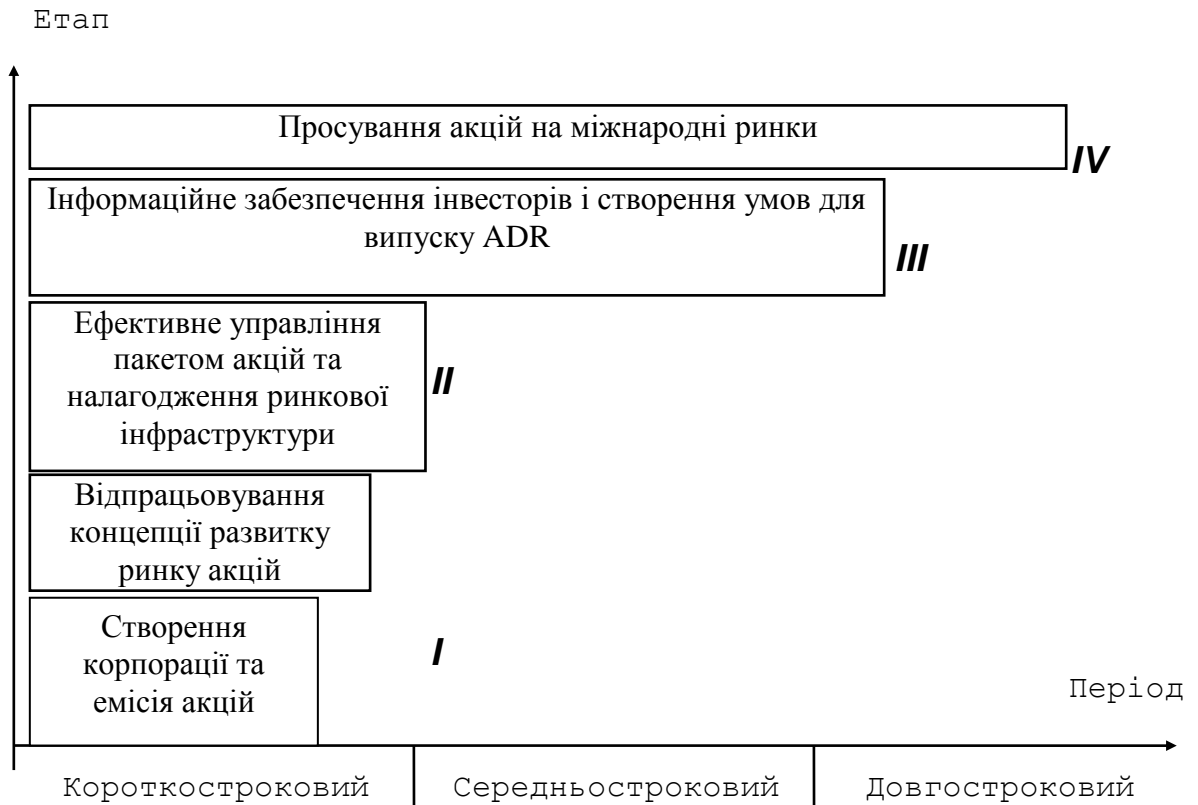 Етап
Просування акцій на міжнародні ринки
IV
Інформаційне забезпечення інвесторів і створення умов для
випуску ADR
III
Ефективне управління
пакетом акцій та
налагодження ринкової
інфраструктури
II
Відпрацьовування
концепції развитку
ринку акцій
Створення
корпорації та
емісія акцій
I
Період
Короткостроковий
Середньостроковий
Довгостроковий